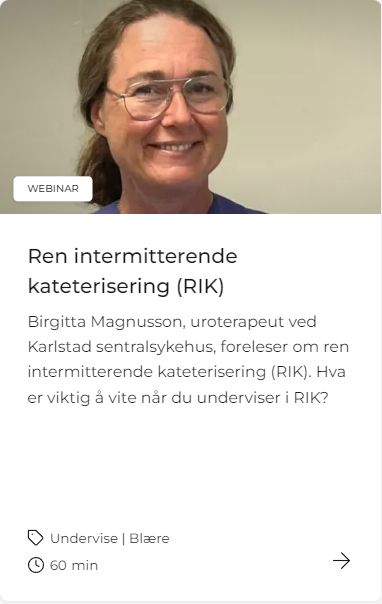 WEBINAR
Ren intermitterende
kateterisering (RIK)
Birgitta Magnusson, uroterapeut ved
Karlstad sentralsykehus, foreleser om ren
intermitterende kateterisering (RIK). Hva
er viktig å vite når du underviser i RIK?
Undervise | Blære
60 min